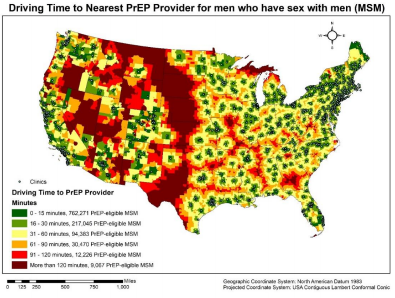 Driving Time to Nearest PrEP Provider for men who have sex with men (MSM)
N
W E
S
Clinics
Driving Time to PrEP Provider
Minutes
0 - 15 minutes, 762,271 PrEP-eligible MSM
16 - 30 minutes, 217,045 PrEP-eligible MSM
31 - 60 minutes, 94,383 PrEP-eligible MSM
61 - 90 minutes, 30,470 PrEP-eligible MSM
91 -120 minutes, 12,226 PrEP-eligible MSM
More than 120 minutes, 9,067 PrEP-eligible MSM
0 125 250 500 750 1,000 Miles
Geographic Coordinate System: North American Datum 1983
Projected Coordinate System: USA Contiguous Lambert Conformal Conic